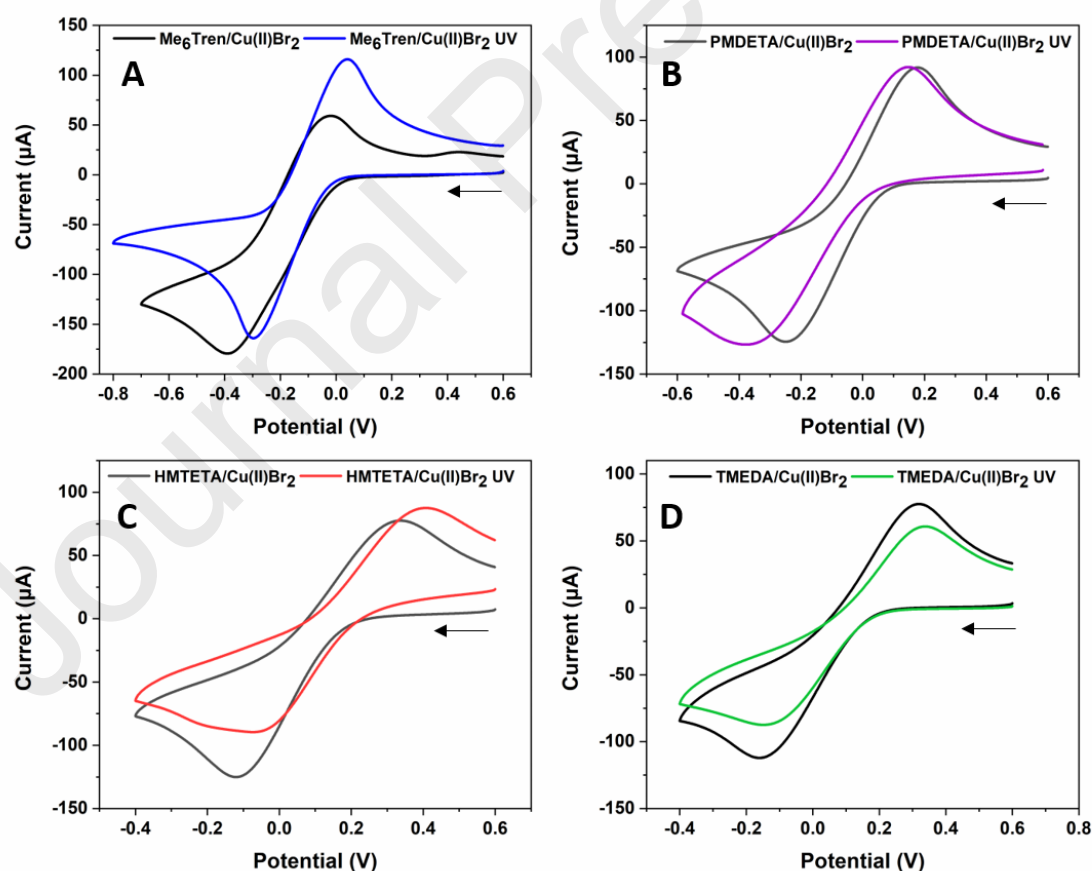 Journal Pre
A
Me6Tren/Cu(II)Br2 Me6Tren/Cu(II)Br2 UV
Current (µA)
150
100
50
0
-50
-100
-150
-200
-0.8 -0.6 -0.4 -0.2 0.0 0.2 0.4 0.6
Potential (V)
B
PMDETA/Cu(II)Br2 PMDETA/Cu(II)Br2 UV
Current (µA)
100
50
0
-50
-100
-150
-0.6 -0.4 -0.2 0.0 0.2 0.4 0.6
Potential (V)
C
HMTETA/Cu(II)Br2 HMTETA/Cu(II)Br2 UV
Current (µA)
100
50
0
-50
-100
-150
-0.4 -0.2 0.0 0.2 0.4 0.6
Potential (V)
D
TMEDA/Cu(II)Br2 TMEDA/Cu(II)Br2 UV
Current (µA)
100
50
0
-50
-100
-150
-0.4 -0.2 0.0 0.2 0.4 0.6 0.8
Potential (V)